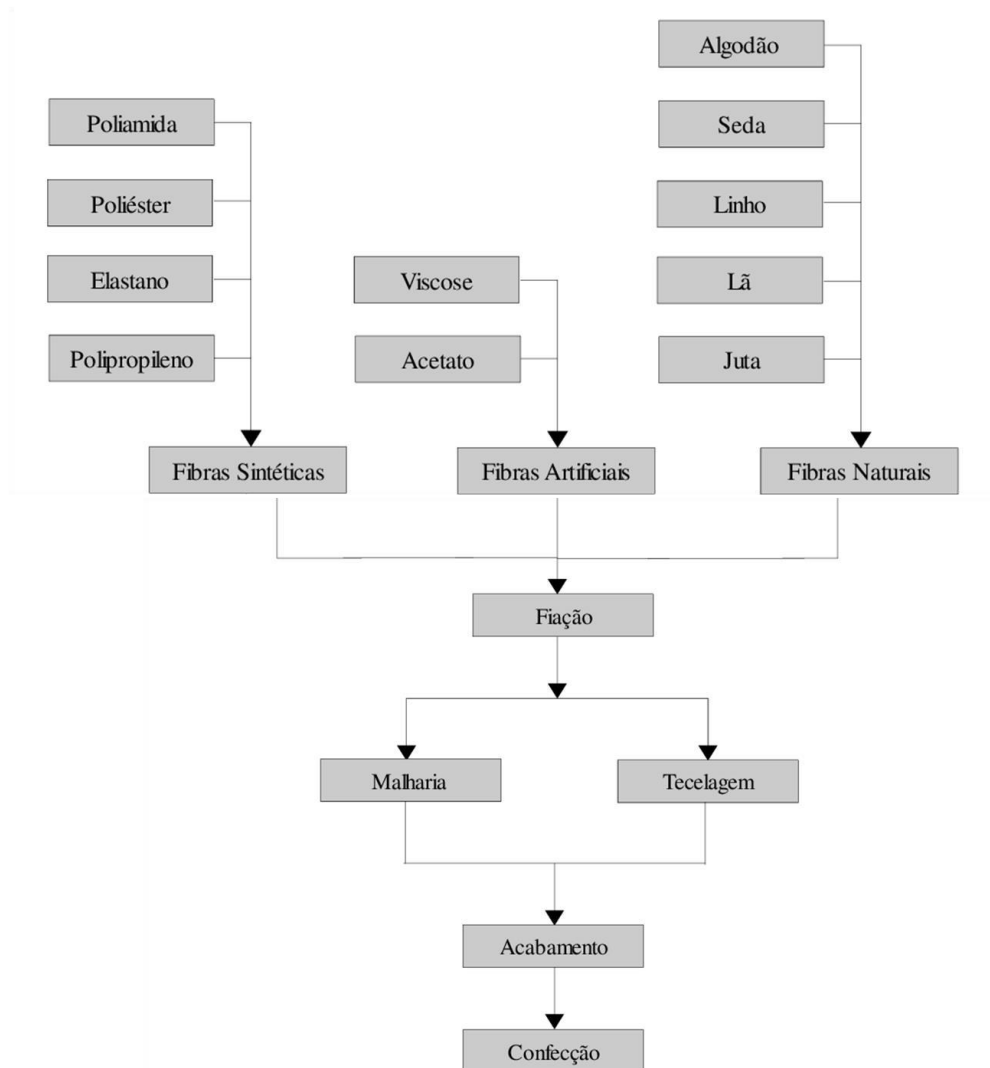 Algodão
Poliamida
Seda
Poliéster
Linho
Elastano
Viscose
Lã
Polipropileno
Acetato
Juta
Fibras Sintéticas
Fibras Artificiais
Fibras Naturais
Fiação
Malharia
Tecelagem
Acabamento
Confecção